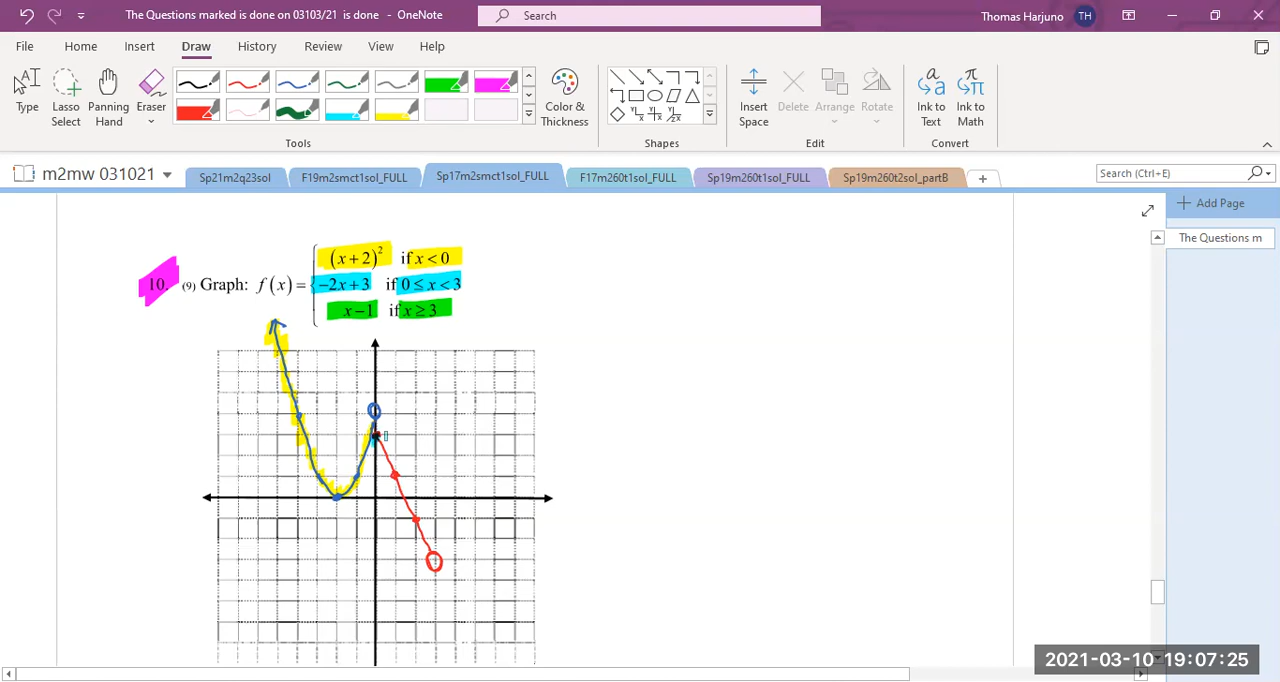 The Questions marked is done on 03103/21 is done - OneNote
Search
Thomas Harjuno TH
File Home Insert Draw History Review View Help
Type
Lasso Select
Panning Hand
Eraser
Color & Thickness
Insert Space
Delete
Arrange
Rotate
Ink to Text
Ink to Math
Tools
Shapes
Edit
Convert
m2mw 031021
Sp21m2q23sol
F19m2smct1sol_FULL
Sp17m2smct1sol_FULL
F17m260t1sol_FULL
Sp19m260t1sol_FULL
Sp19m260t2sol_partB
Search (Ctrl+E)
Add Page
The Questions m
(x+2)² if x < 0
10. (9) Graph: f(x) = { −2x+3 if 0 ≤ x < 3
x−1 if x ≥ 3
2021-03-10 19:07:25